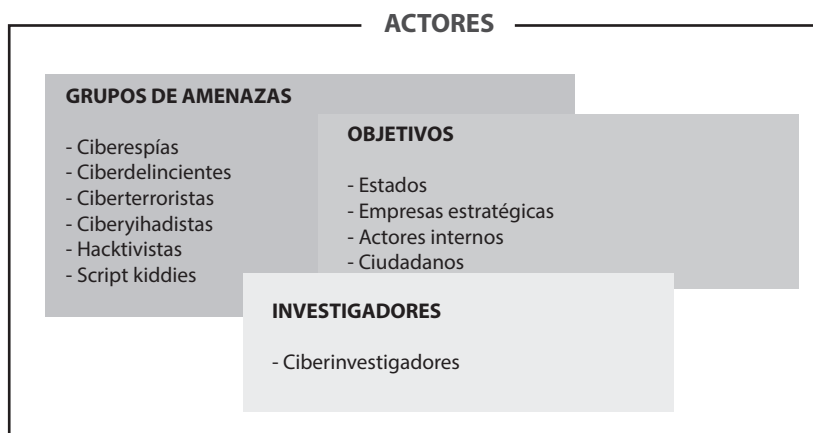 ACTORES
GRUPOS DE AMENAZAS
- Ciberespías
- Ciberdelincientes
- Ciberterroristas
- Ciberyihadistas
- Hacktivistas
- Script kiddies
OBJETIVOS
- Estados
- Empresas estratégicas
- Actores internos
- Ciudadanos
INVESTIGADORES
- Ciberinvestigadores